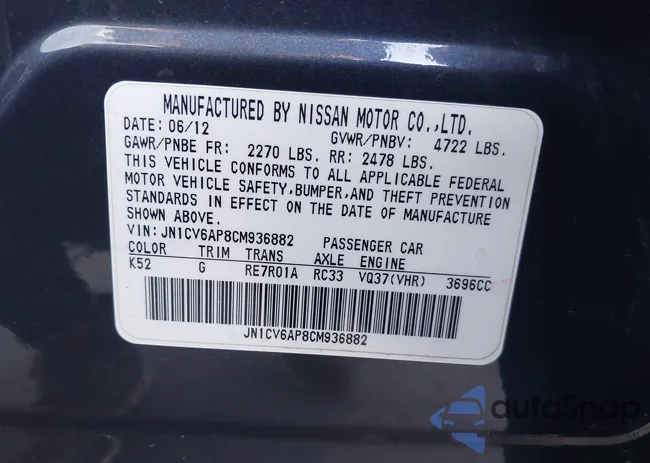 MANUFACTURED BY NISSAN MOTOR CO.,LTD.
DATE: 06/12 GVWR/PNBV: 4722 LBS.
GAWR/PNBE FR: 2270 LBS. RR: 2478 LBS.
THIS VEHICLE CONFORMS TO ALL APPLICABLE FEDERAL
MOTOR VEHICLE SAFETY,BUMPER,AND THEFT PREVENTION
STANDARDS IN EFFECT ON THE DATE OF MANUFACTURE
SHOWN ABOVE.
VIN: JN1CV6AP8CM936882 PASSENGER CAR
COLOR TRIM TRANS AXLE ENGINE
K52 G RE7R01A RC33 VQ37(VHR) 3696CC
JN1CV6AP8CM936882
autoSnap